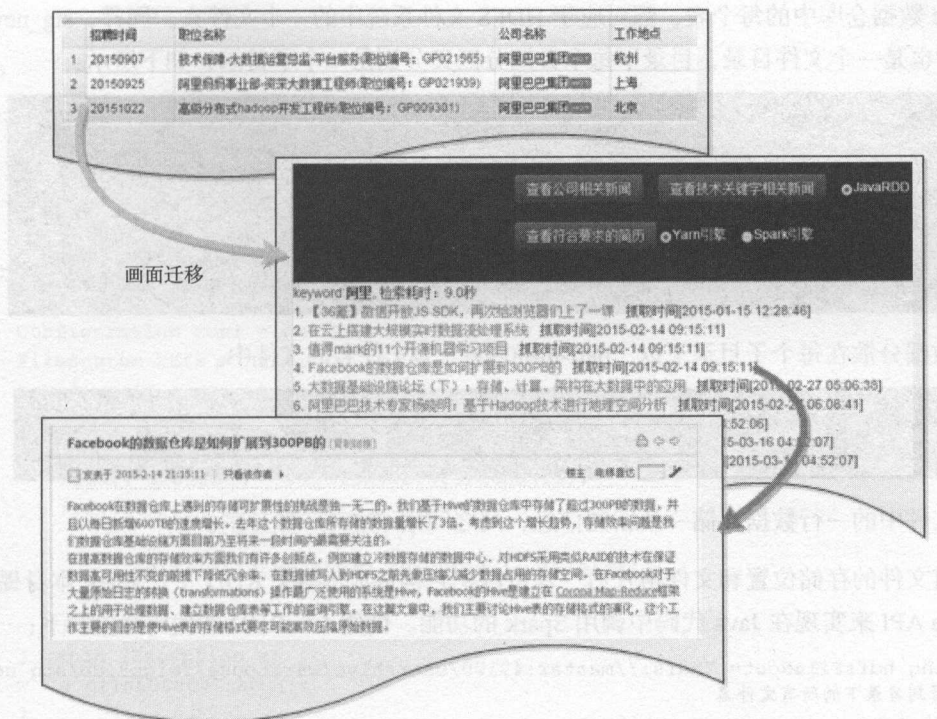 招聘时间 职位名称 公司名称 工作地点
1 20150907 技术保障-大数据运营总监-平台服务(职位编号：GP021565) 阿里巴巴集团 杭州
2 20150925 阿里妈妈事业部-资深大数据工程师(职位编号：GP021939) 阿里巴巴集团 上海
3 20151022 高级分布式hadoop开发工程师(职位编号：GP009301) 阿里巴巴集团 北京
查看公司相关新闻 查看技术关键字相关新闻 JavaRDD
查看符合要求的简历 Yarn引擎 Spark引擎
画面迁移
keyword 阿里, 检索耗时：9.0秒
1. 【36氪】微信开放JS-SDK，再次给浏览器们上了一课 抓取时间[2015-01-15 12:28:46]
2. 在云上搭建大规模实时数据流处理系统 抓取时间[2015-02-14 09:15:11]
3. 值得mark的11个开源机器学习项目 抓取时间[2015-02-14 09:15:11]
4. Facebook的数据仓库是如何扩展到300PB的 抓取时间[2015-02-14 09:15:11]
5. 大数据基础设施论坛（下）：存储、计算、架构在大数据中的应用 抓取时间[2015-02-27 05:06:35]
6. 阿里巴巴技术专家杨晓明：基于Hadoop技术进行地理空间分析 抓取时间[2015-02-27 06:06:41]
:52:06]
15-03-16 04:52:07]
[2015-03-16 04:52:07]
Facebook的数据仓库是如何扩展到300PB的 [复制链接]
发表于 2015-2-14 21:15:11 只看该作者 楼主 电梯直达
Facebook在数据仓库上遇到的存储可扩展性的挑战是独一无二的。我们基于Hive的数据仓库中存储了超过300PB的数据，并
且以每日新增600TB的速度增长。去年这个数据仓库所存储的数据量增长了3倍。考虑到这个增长趋势，存储效率问题是我
们数据仓库基础设施方面目前乃至将来一段时间内最需要关注的。
在提高数据仓库的存储效率方面我们有许多创新点，例如建立冷数据存储的数据中心、对HDFS采用类似RAID的技术在保证
数据高可用性不变的前提下降低冗余率、在数据被写入到HDFS之前先做压缩以减少数据占用的存储空间。在Facebook对于
大量原始日志的转换（transformations）操作最广泛使用的系统是Hive，Facebook的Hive是建立在 Corona Map-Reduce框架
之上的用于处理数据、建立数据仓库表等工作的查询引擎。在这篇文章中，我们主要讨论Hive表的存储格式的演化，这个工
作主要的目的是使Hive表的存储格式要尽可能高效压缩原始数据。